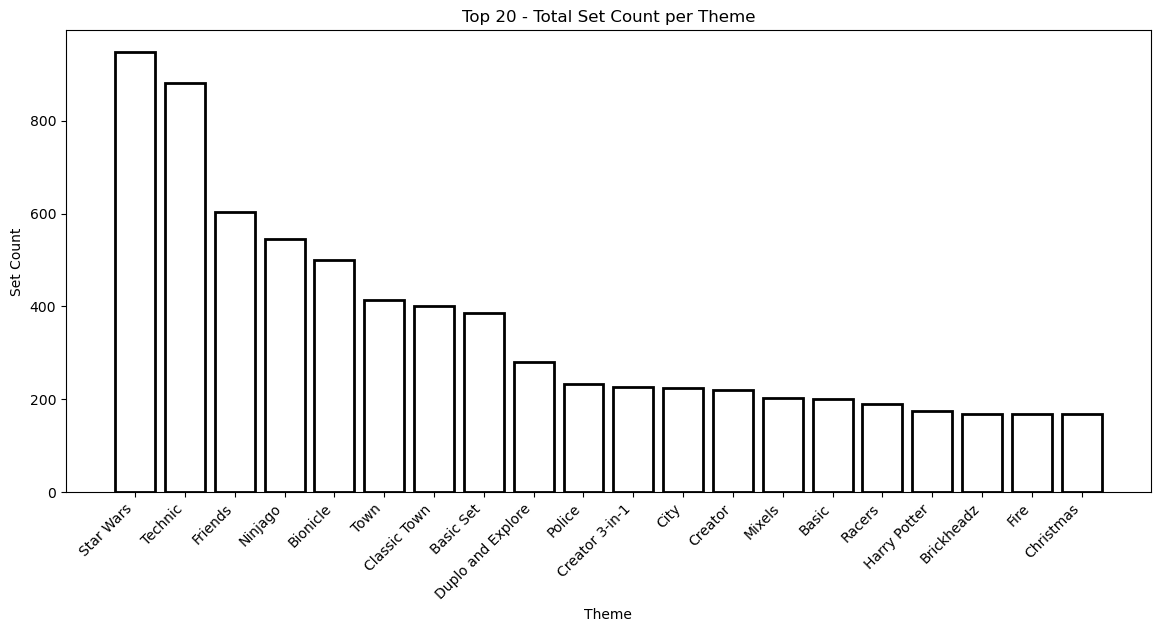 Top 20 - Total Set Count per Theme
Set Count
800
600
400
200
0
Star Wars
Technic
Friends
Ninjago
Bionicle
Town
Classic Town
Basic Set
Duplo and Explore
Police
Creator 3-in-1
City
Creator
Mixels
Basic
Racers
Harry Potter
Brickheadz
Fire
Christmas
Theme